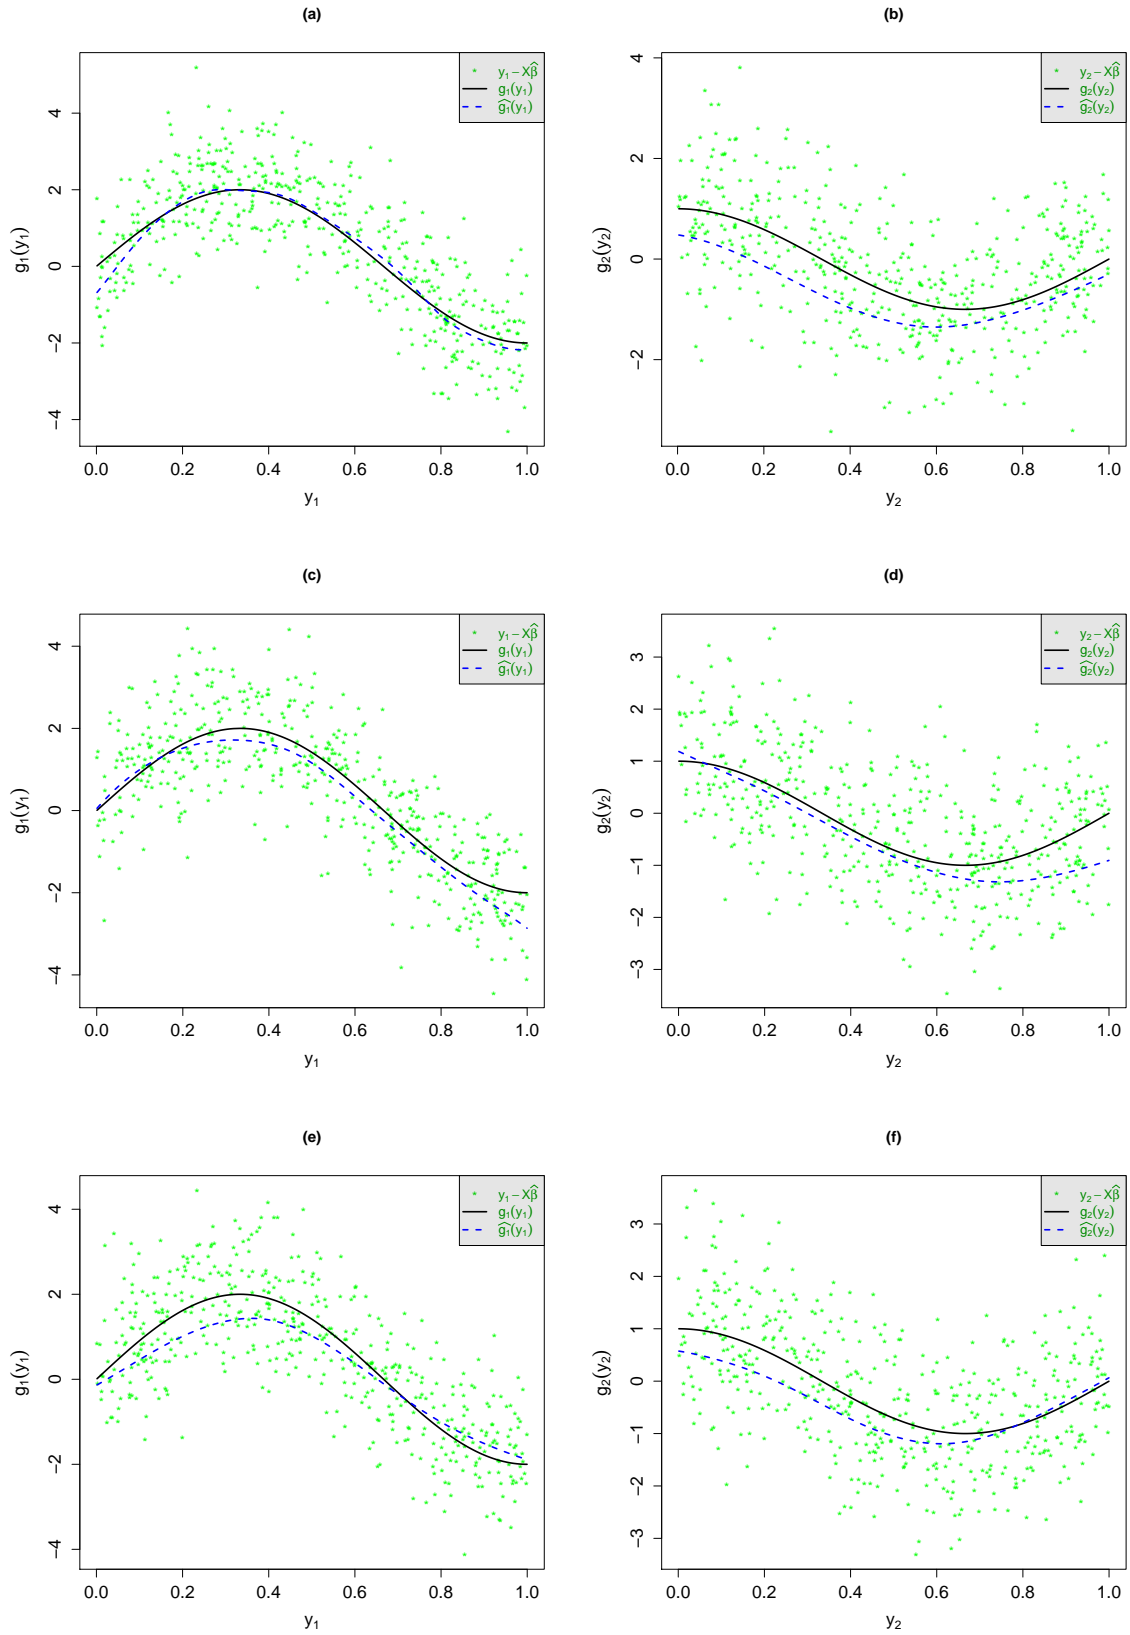 (a)
y₁ − Xβ̂
g₁(y₁)
ĝ₁(y₁)
g₁(y₁)
4
2
0
−2
−4
0.0 0.2 0.4 0.6 0.8 1.0
y₁
(b)
y₂ − Xβ̂
g₂(y₂)
ĝ₂(y₂)
g₂(y₂)
4
2
0
−2
0.0 0.2 0.4 0.6 0.8 1.0
y₂
(c)
y₁ − Xβ̂
g₁(y₁)
ĝ₁(y₁)
g₁(y₁)
4
2
0
−2
−4
0.0 0.2 0.4 0.6 0.8 1.0
y₁
(d)
y₂ − Xβ̂
g₂(y₂)
ĝ₂(y₂)
g₂(y₂)
3
2
1
0
−1
−2
−3
0.0 0.2 0.4 0.6 0.8 1.0
y₂
(e)
y₁ − Xβ̂
g₁(y₁)
ĝ₁(y₁)
g₁(y₁)
4
2
0
−2
−4
0.0 0.2 0.4 0.6 0.8 1.0
y₁
(f)
y₂ − Xβ̂
g₂(y₂)
ĝ₂(y₂)
g₂(y₂)
3
2
1
0
−1
−2
−3
0.0 0.2 0.4 0.6 0.8 1.0
y₂